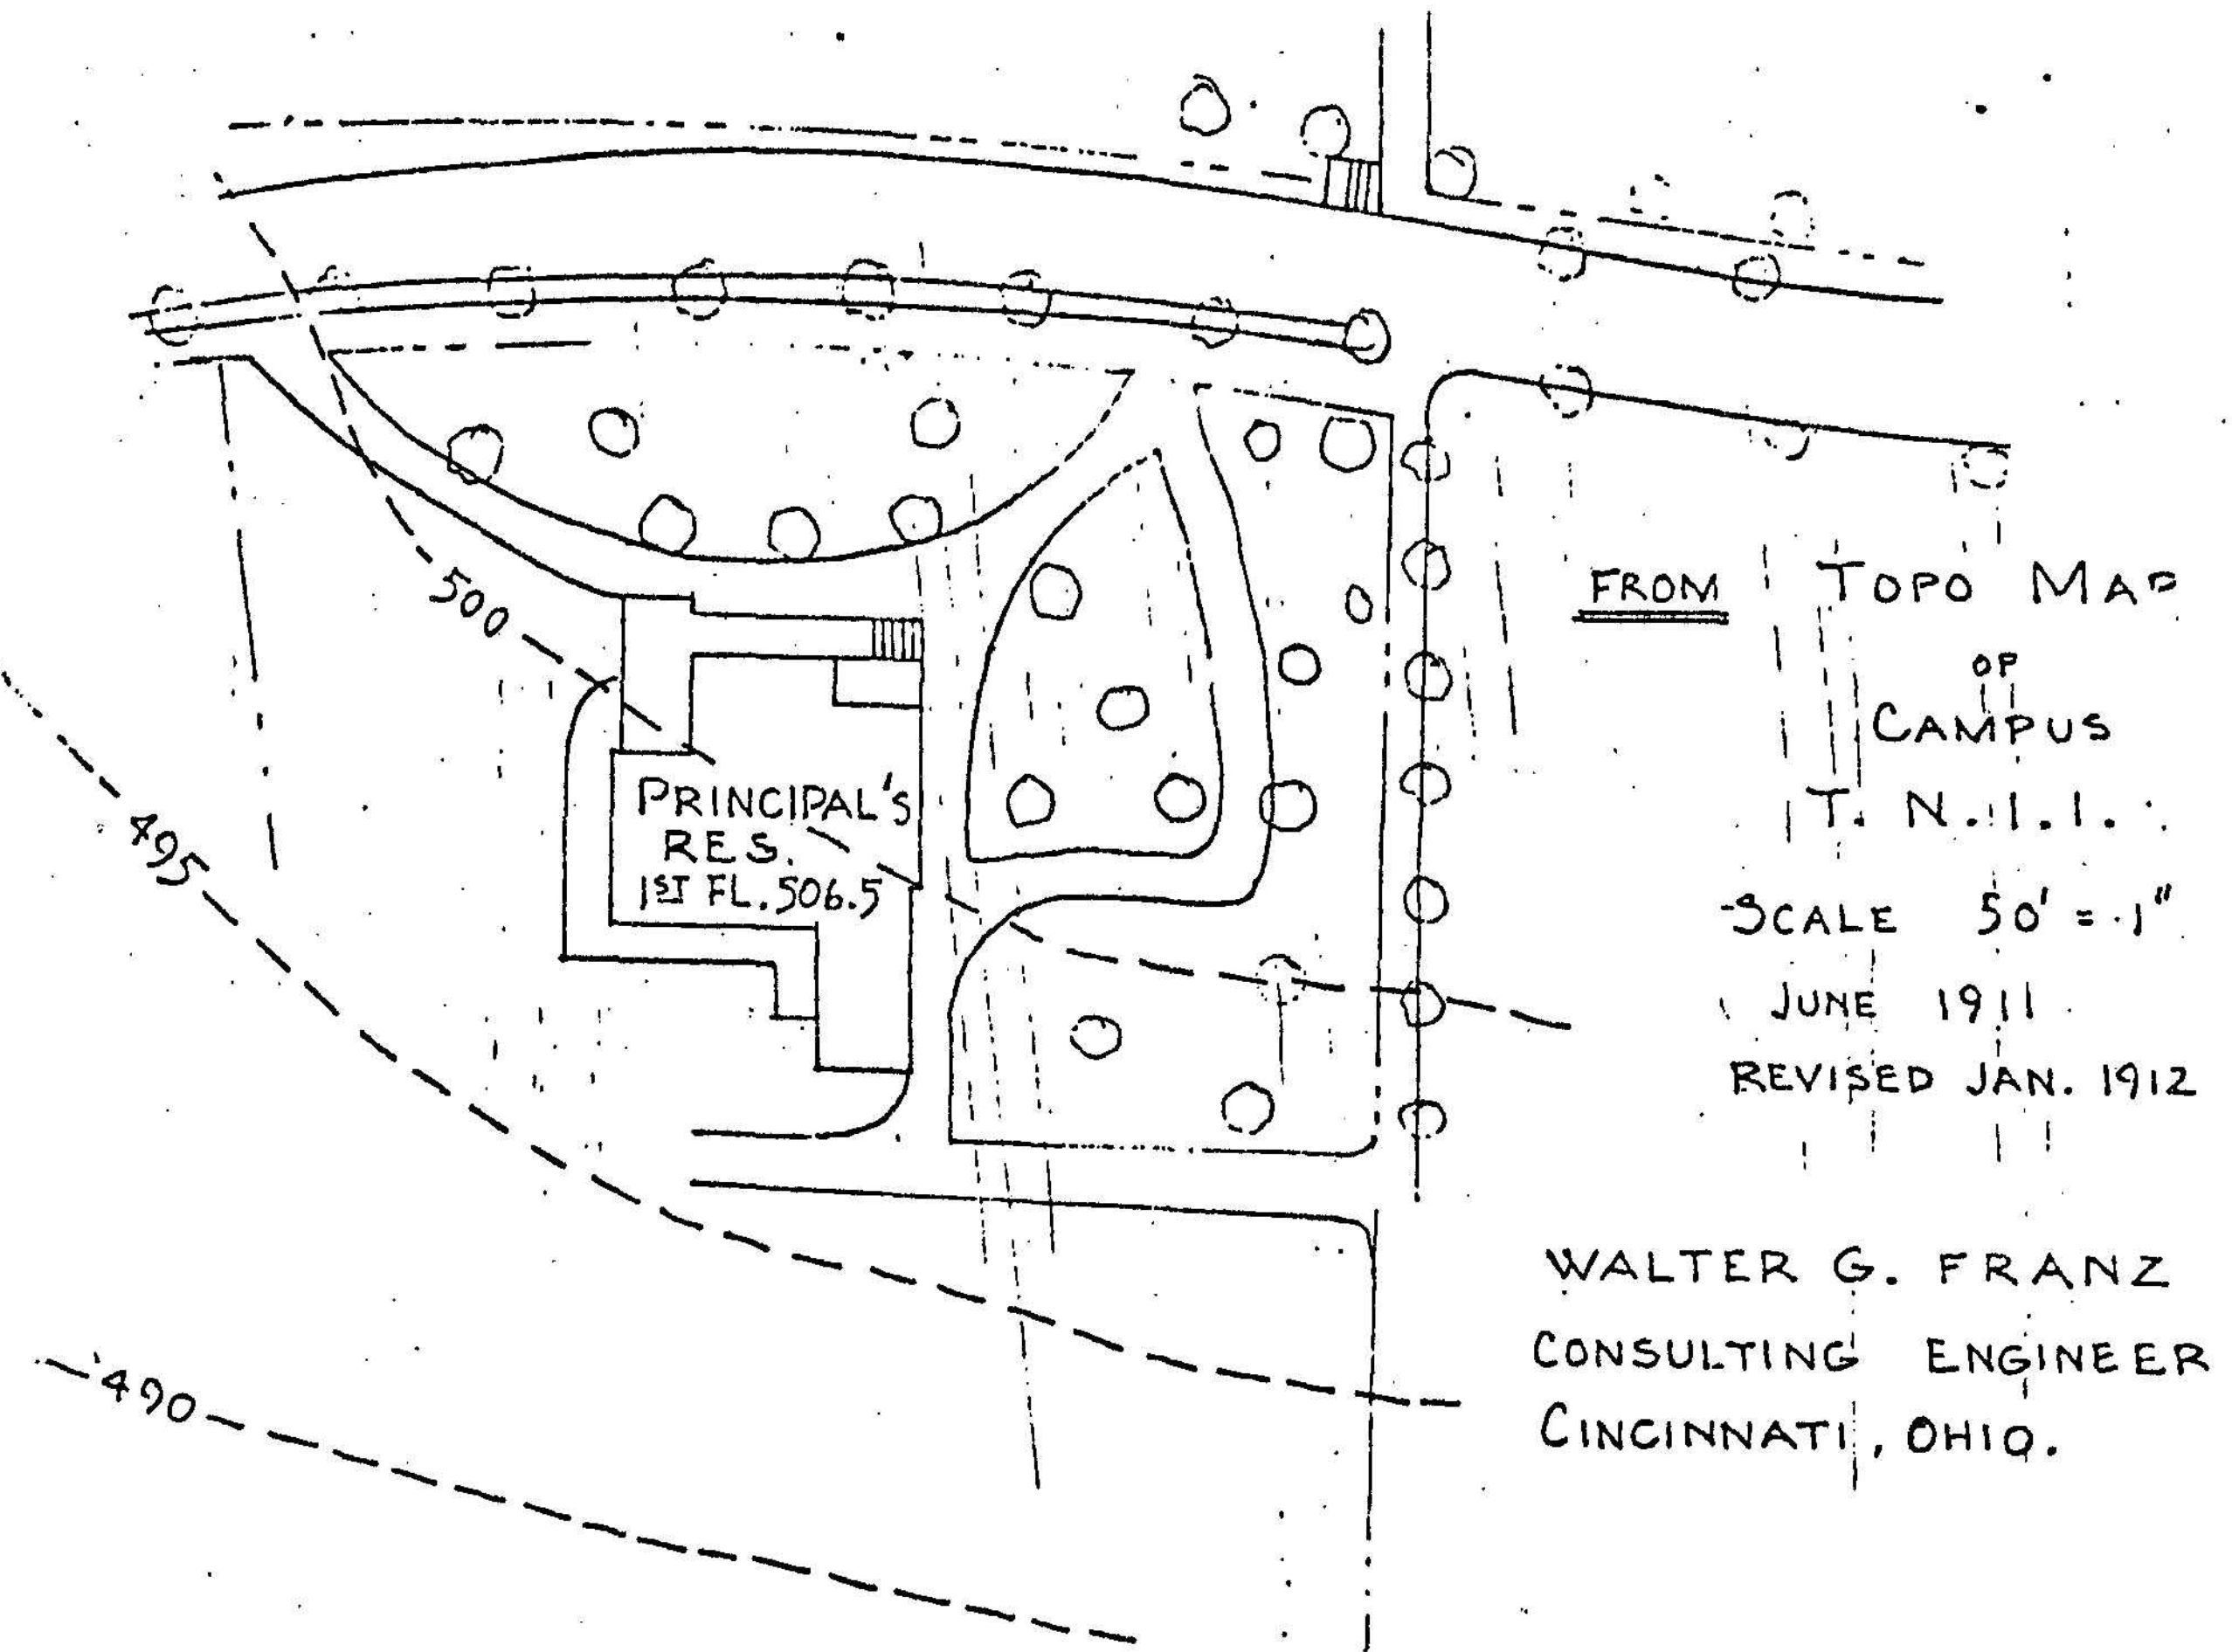 500
495
490
PRINCIPAL'S
RES.
1ST FL. 506.5
FROM TOPO MAP
OF
CAMPUS
T. N. I. I.
SCALE 50' = 1"
JUNE 1911
REVISED JAN. 1912
WALTER G. FRANZ
CONSULTING ENGINEER
CINCINNATI, OHIO.